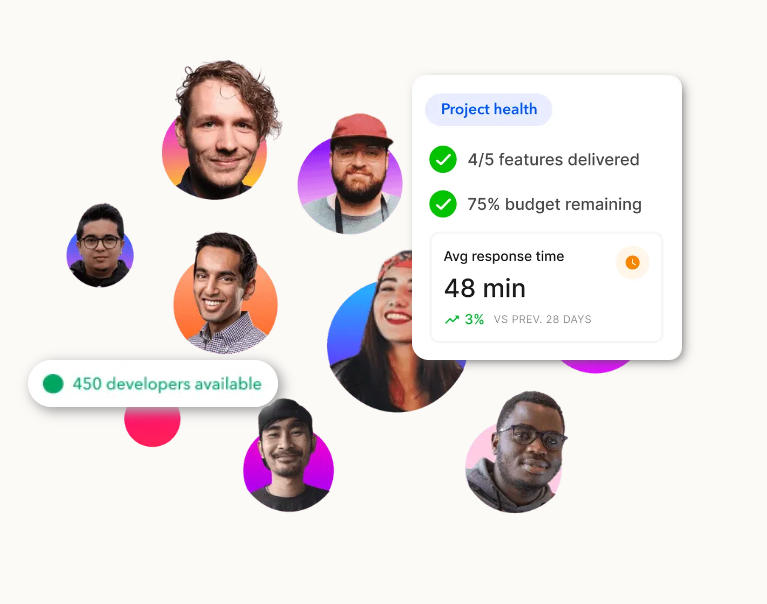 Project health
4/5 features delivered
75% budget remaining
Avg response time
48 min
3% VS PREV. 28 DAYS
450 developers available